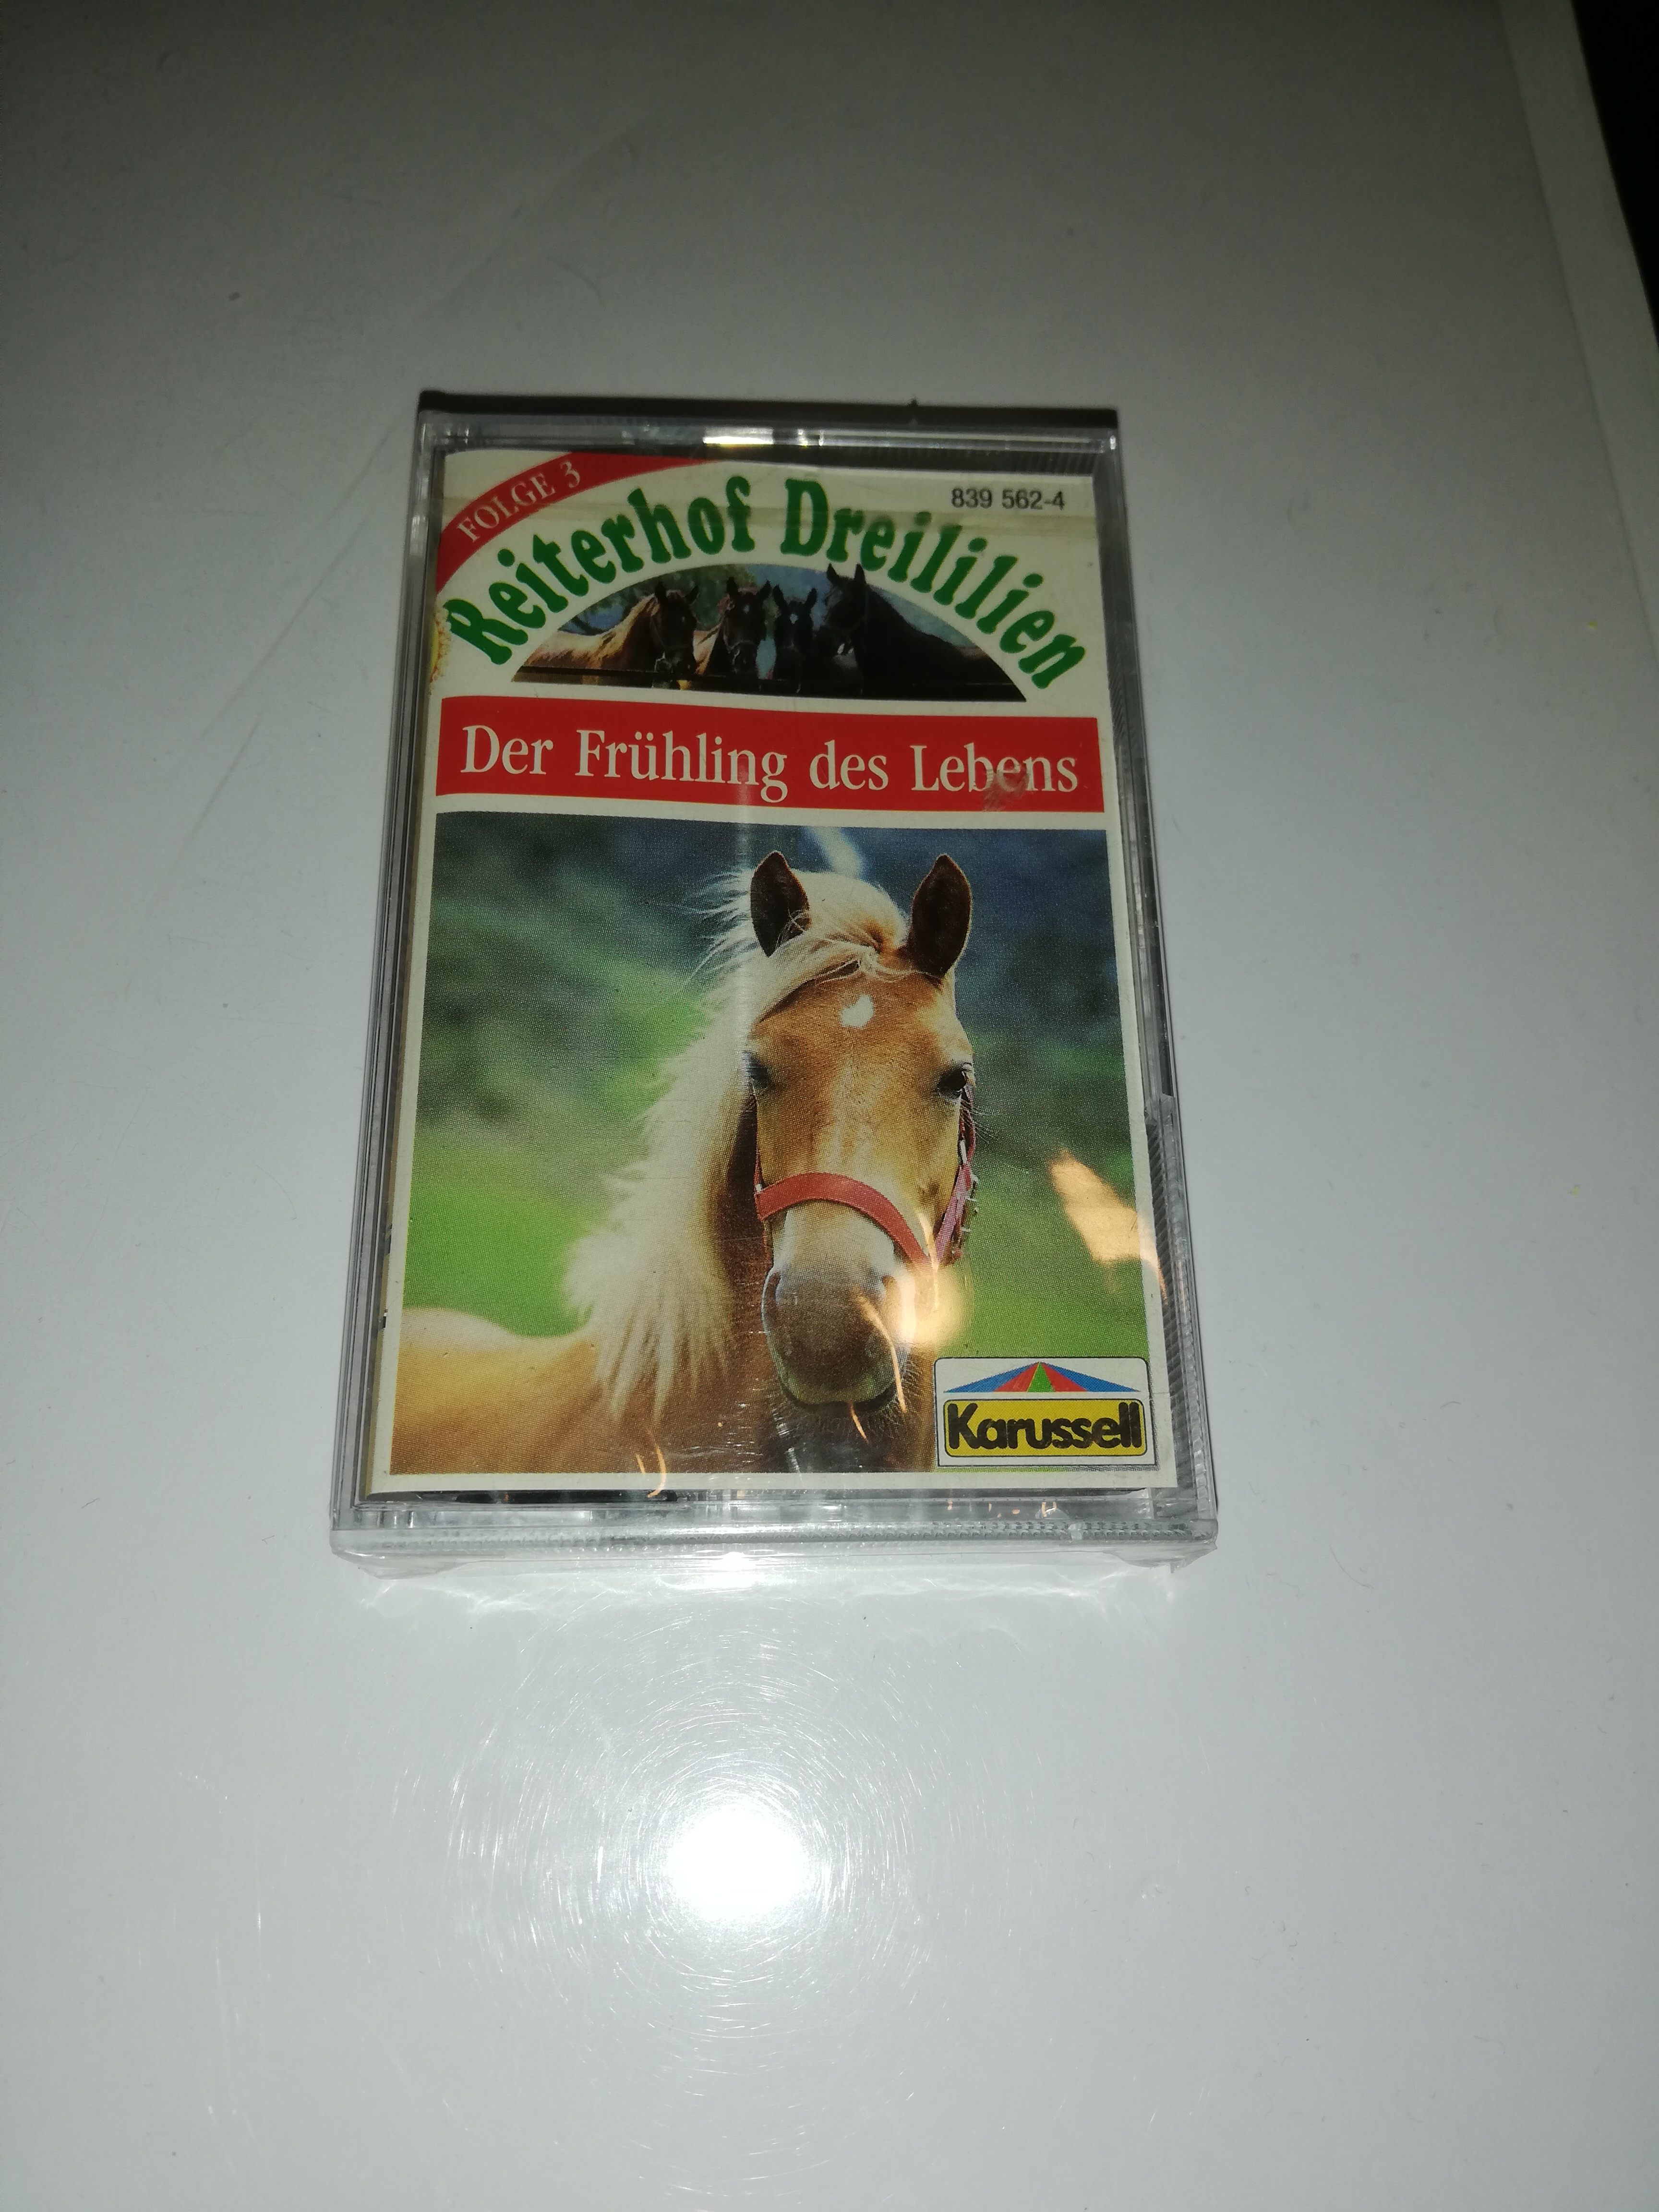 FOLGE 3
839 562-4
Reiterhof Dreililien
Der Frühling des Lebens
Karussell